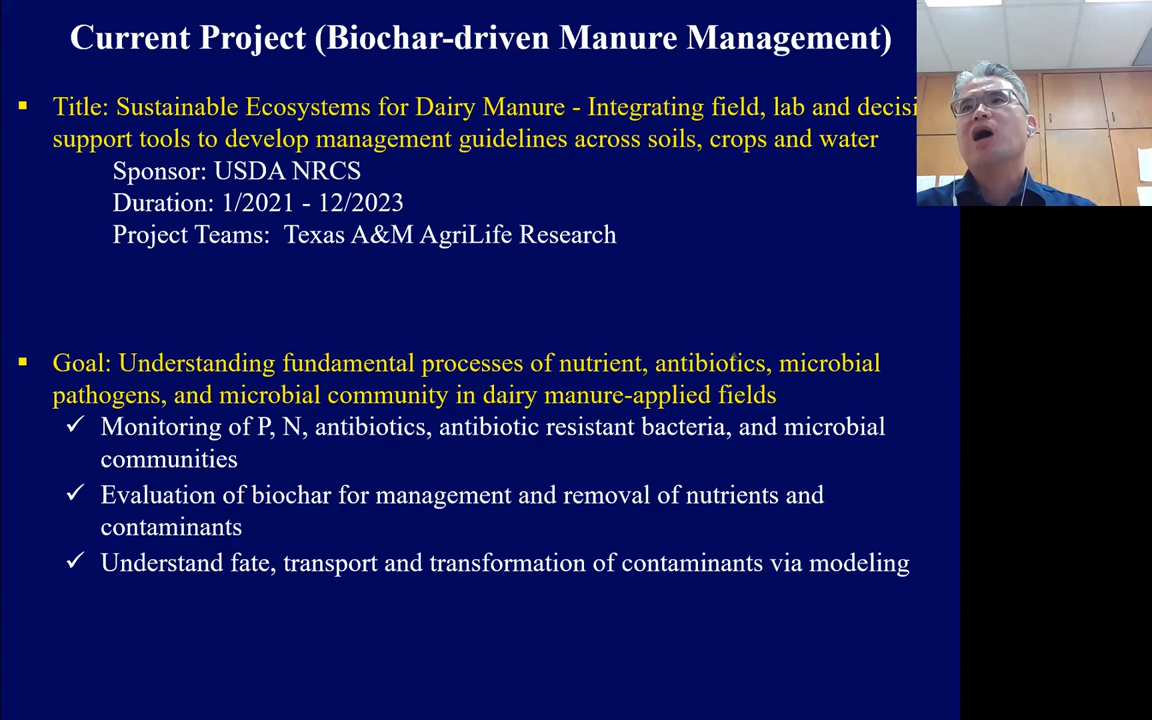 Current Project (Biochar-driven Manure Management)
▪ Title: Sustainable Ecosystems for Dairy Manure - Integrating field, lab and decisi
support tools to develop management guidelines across soils, crops and water
Sponsor: USDA NRCS
Duration: 1/2021 - 12/2023
Project Teams: Texas A&M AgriLife Research
▪ Goal: Understanding fundamental processes of nutrient, antibiotics, microbial
pathogens, and microbial community in dairy manure-applied fields
✓ Monitoring of P, N, antibiotics, antibiotic resistant bacteria, and microbial
communities
✓ Evaluation of biochar for management and removal of nutrients and
contaminants
✓ Understand fate, transport and transformation of contaminants via modeling